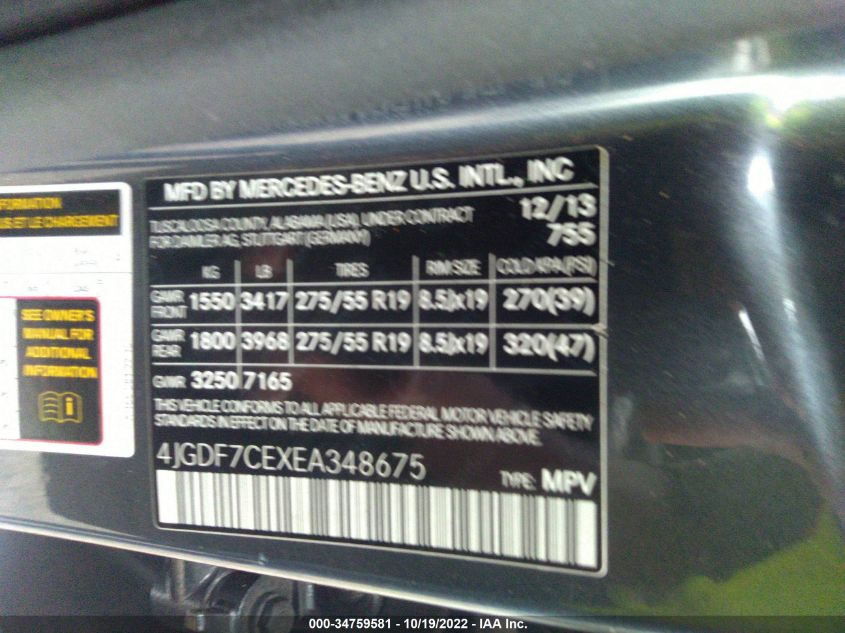 MFD BY MERCEDES-BENZ U.S. INTL., INC
TUSCALOOSA COUNTY, ALABAMA (USA), UNDER CONTRACT 12/13
FOR DAIMLER AG, STUTTGART (GERMANY) 755
KG LB TIRES RIM SIZE COLD KPA(PSI)
GAWR FRONT 1550 3417 275/55 R19 8.5Jx19 270(39)
GAWR REAR 1800 3968 275/55 R19 8.5Jx19 320(47)
GVWR 3250 7165
THIS VEHICLE CONFORMS TO ALL APPLICABLE FEDERAL MOTOR VEHICLE SAFETY
STANDARDS IN EFFECT ON THE DATE OF MANUFACTURE SHOWN ABOVE.
4JGDF7CEXEA348675
TYPE: MPV
ET LE CHARGEMENT
SEE OWNER'S
MANUAL FOR
ADDITIONAL
INFORMATION
000-34759581 - 10/19/2022 - IAA Inc.